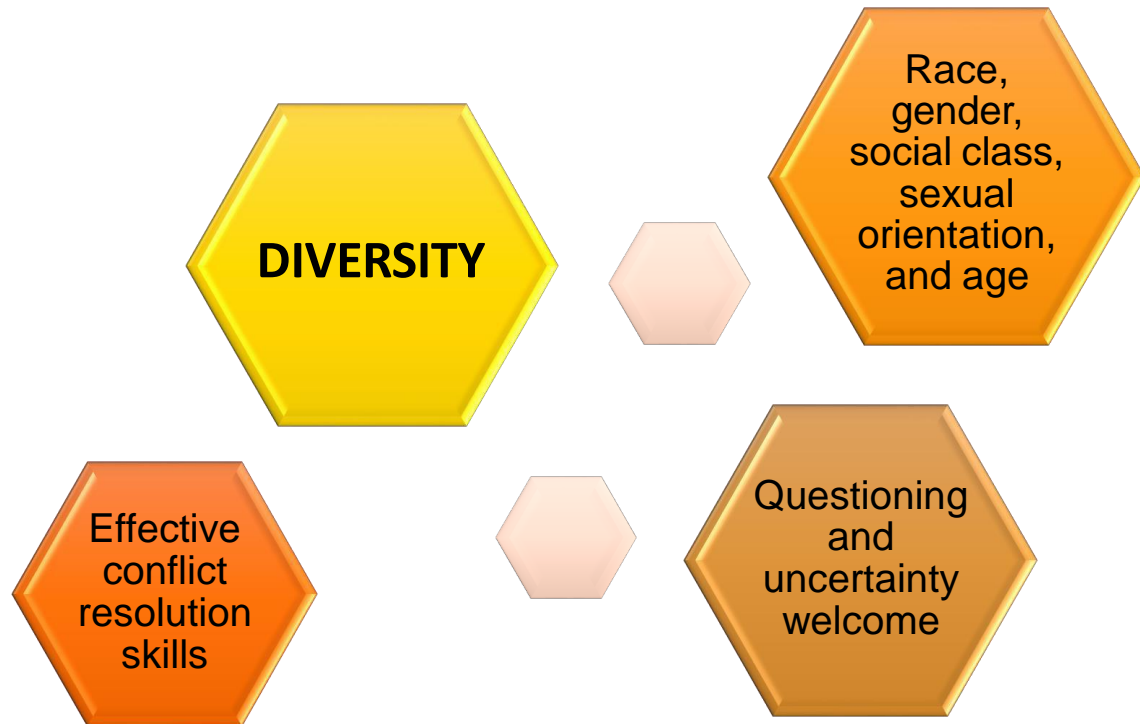 DIVERSITY
Race,
gender,
social class,
sexual
orientation,
and age
Effective
conflict
resolution
skills
Questioning
and
uncertainty
welcome